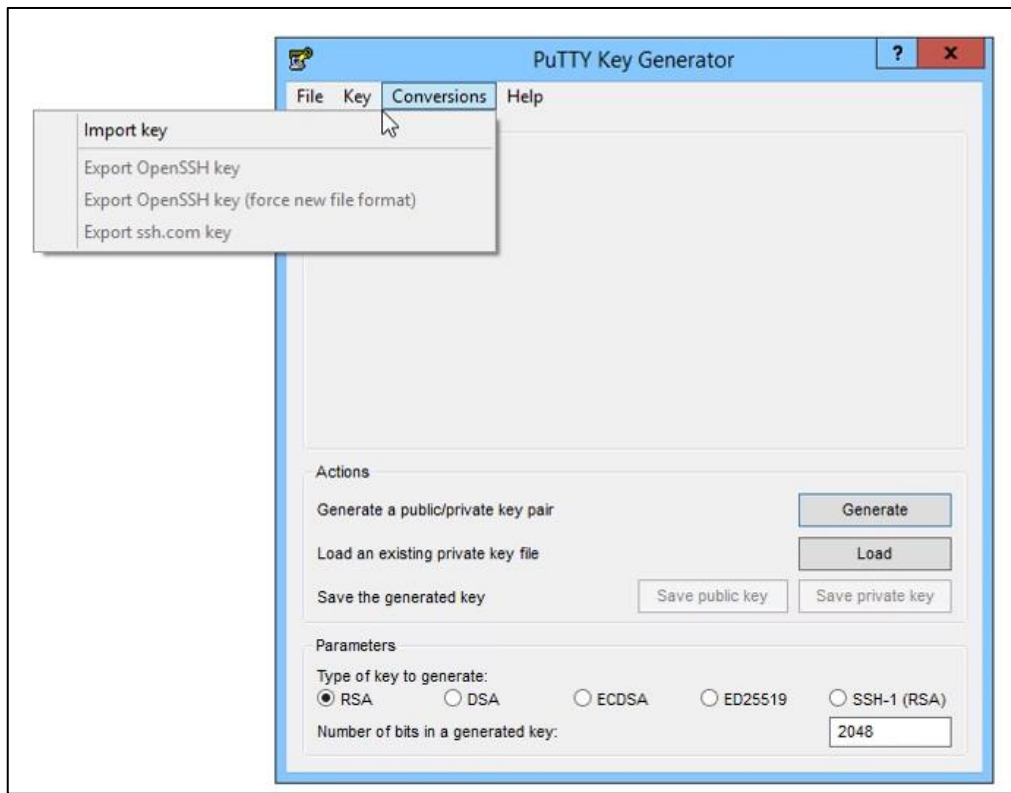 PuTTY Key Generator
? x
File Key Conversions Help
Import key
Export OpenSSH key
Export OpenSSH key (force new file format)
Export ssh.com key
Actions
Generate a public/private key pair Generate
Load an existing private key file Load
Save the generated key Save public key Save private key
Parameters
Type of key to generate:
RSA DSA ECDSA ED25519 SSH-1 (RSA)
Number of bits in a generated key: 2048